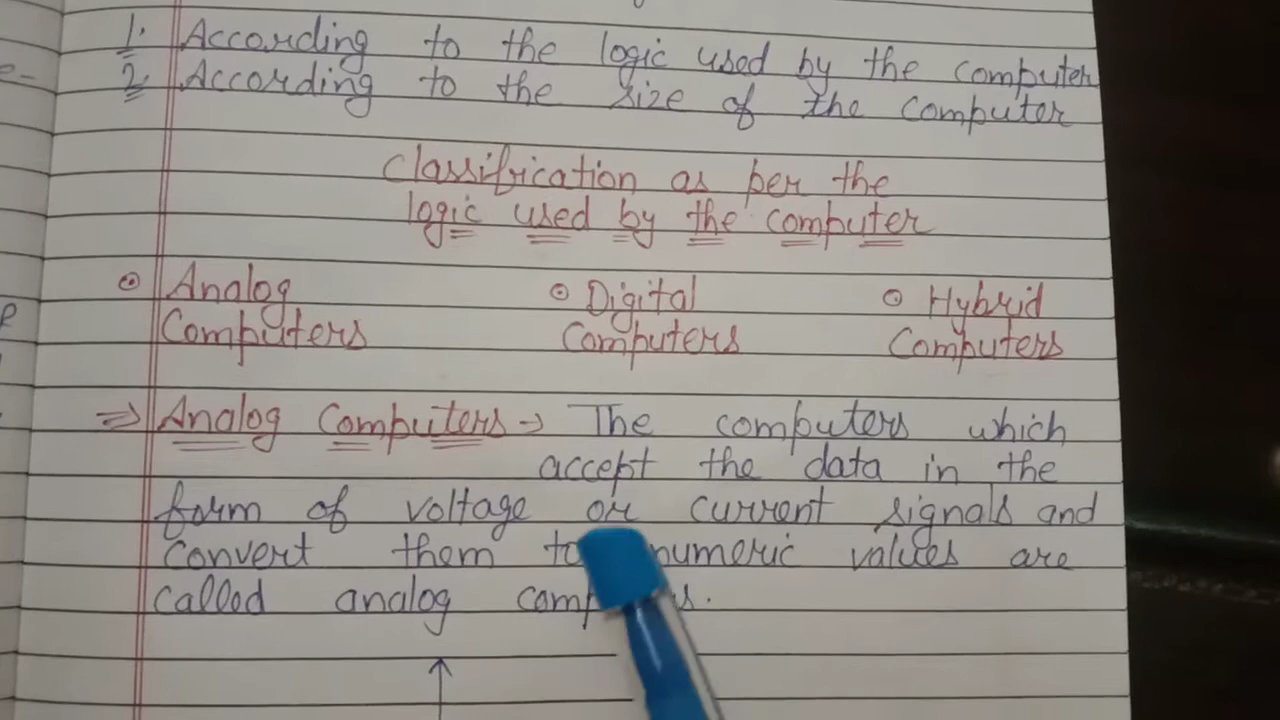 1. According to the logic used by the computer
2. According to the size of the computer
Classification as per the
logic used by the computer
Analog Digital Hybrid
Computers Computers Computers
⇒ Analog Computers → The computers which
accept the data in the
form of voltage or current signals and
convert them to numeric values are
called analog